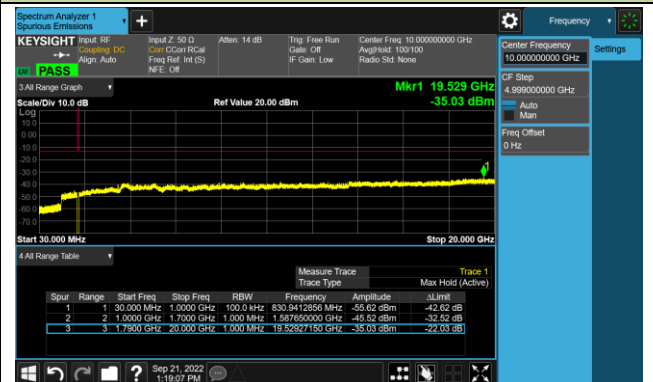 Spectrum Analyzer 1
Spurious Emissions
Frequency
KEYSIGHT Input: RF
Coupling: DC
Align: Auto
Input Z: 50 Ω
Corr CCorr RCal
Freq Ref: Int (S)
NFE: Off
Atten: 14 dB
Trig: Free Run
Gate: Off
IF Gain: Low
Center Freq: 10.000000000 GHz
Avg|Hold: 100/100
Radio Std: None
PASS
Center Frequency
10.000000000 GHz
Settings
CF Step
4.999000000 GHz
Auto
Man
Freq Offset
0 Hz
3 All Range Graph
Mkr1 19.529 GHz
Scale/Div 10.0 dB
Ref Value 20.00 dBm
-35.03 dBm
Log
10.0
0.00
-10.0
-20.0
-30.0
-40.0
-50.0
-60.0
-70.0
1
Start 30.000 MHz
Stop 20.000 GHz
4 All Range Table
Measure Trace Trace 1
Trace Type Max Hold (Active)
Spur Range Start Freq Stop Freq RBW Frequency Amplitude ΔLimit
1 1 30.000 MHz 1.0000 GHz 100.0 kHz 830.9412856 MHz -55.62 dBm -42.62 dB
2 2 1.0000 GHz 1.7000 GHz 1.000 MHz 1.587650000 GHz -45.52 dBm -32.52 dB
3 3 1.7900 GHz 20.000 GHz 1.000 MHz 19.52927150 GHz -35.03 dBm -22.03 dB
?
Sep 21, 2022
1:19:07 PM